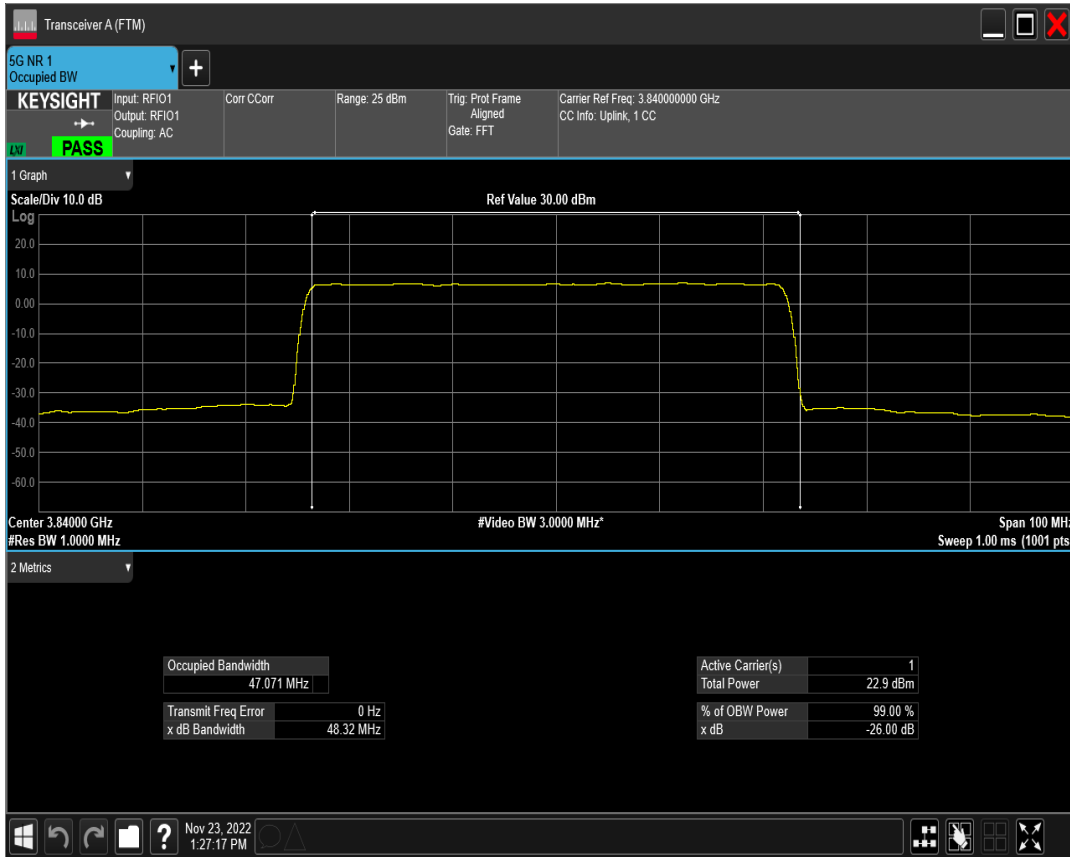 Transceiver A (FTM)
5G NR 1
Occupied BW
+
KEYSIGHT
LXI
PASS
Input: RFIO1
Output: RFIO1
Coupling: AC
Corr CCorr
Range: 25 dBm
Trig: Prot Frame
Aligned
Gate: FFT
Carrier Ref Freq: 3.840000000 GHz
CC Info: Uplink, 1 CC
1 Graph
Scale/Div 10.0 dB
Ref Value 30.00 dBm
Log
20.0
10.0
0.00
-10.0
-20.0
-30.0
-40.0
-50.0
-60.0
Center 3.84000 GHz
#Video BW 3.0000 MHz*
Span 100 MHz
#Res BW 1.0000 MHz
Sweep 1.00 ms (1001 pts
2 Metrics
Occupied Bandwidth
47.071 MHz
Transmit Freq Error 0 Hz
x dB Bandwidth 48.32 MHz
Active Carrier(s) 1
Total Power 22.9 dBm
% of OBW Power 99.00 %
x dB -26.00 dB
?
Nov 23, 2022
1:27:17 PM